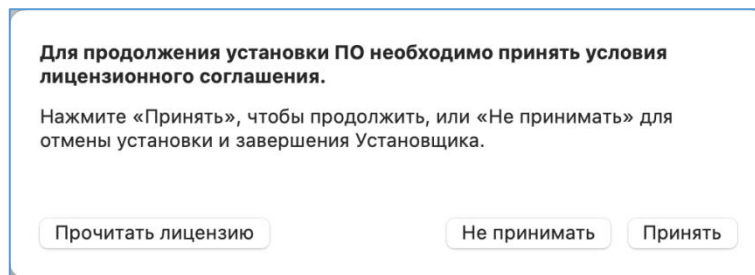 Для продолжения установки ПО необходимо принять условия
лицензионного соглашения.
Нажмите «Принять», чтобы продолжить, или «Не принимать» для
отмены установки и завершения Установщика.
Прочитать лицензию
Не принимать
Принять